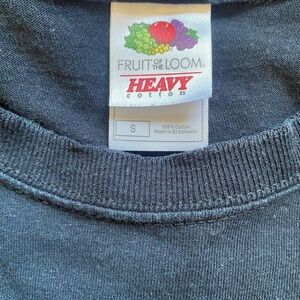 FRUIT OF THE LOOM®
HEAVY
cotton
S
100% Cotton
Made in El Salvador